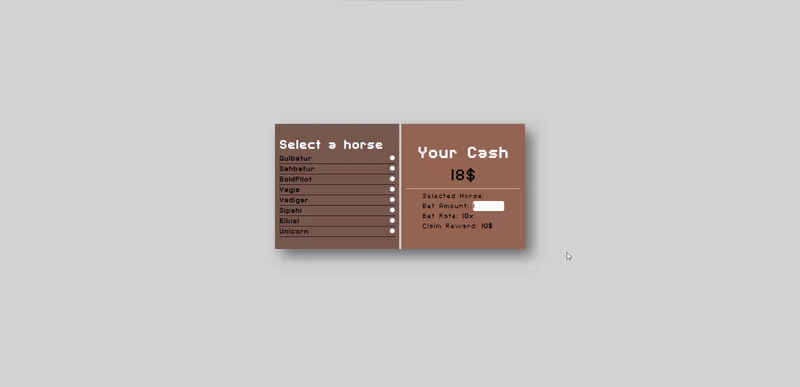 Select a horse
Gulbatur
Sahbatur
BoldPilot
Yagiz
Yadigar
Sipahi
Elkizi
Unicorn
Your Cash
18$
Selected Horse:
Bet Amount:
Bet Rate: 10x
Claim Reward: 10$